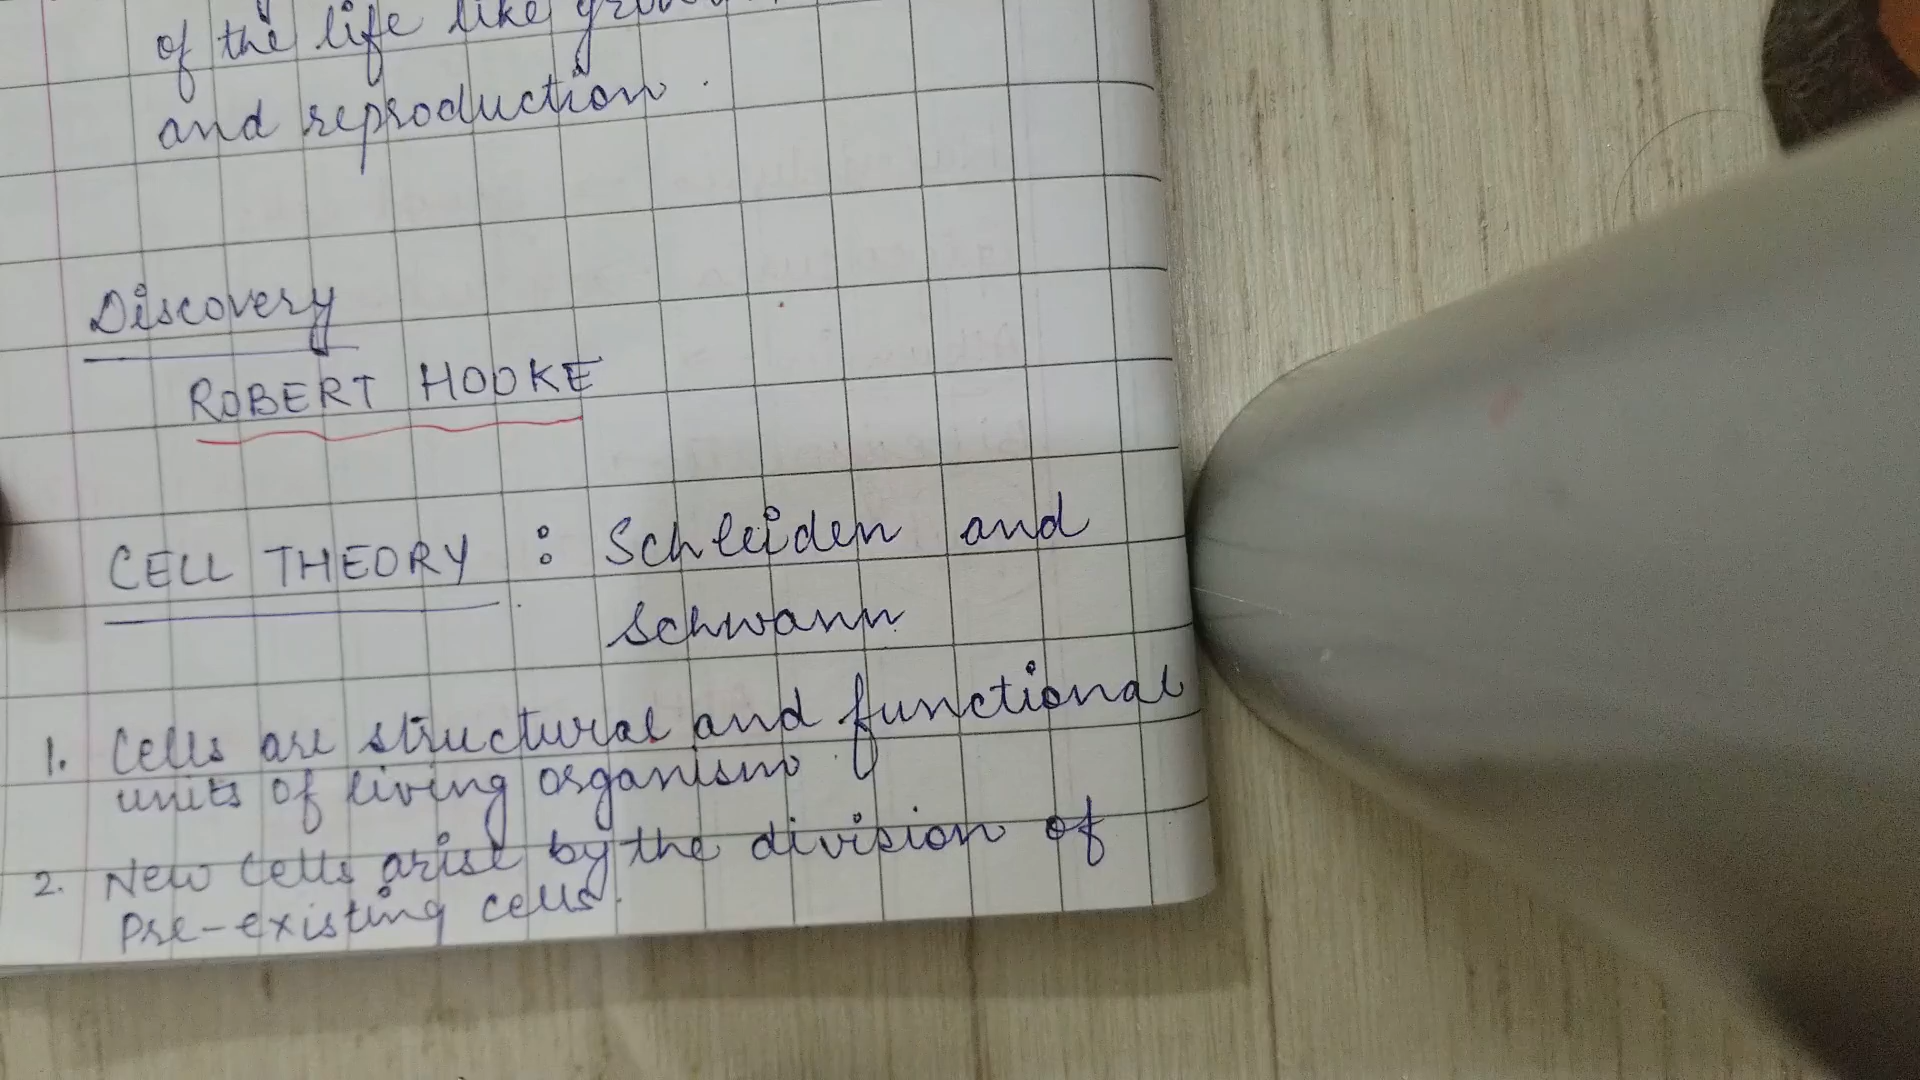 of the life like
and reproduction.
Discovery
ROBERT HOOKE
CELL THEORY : Schleiden and
Schwann
1. Cells are structural and functional
units of living organism
2. New cells arise by the division of
Pre-existing cells.